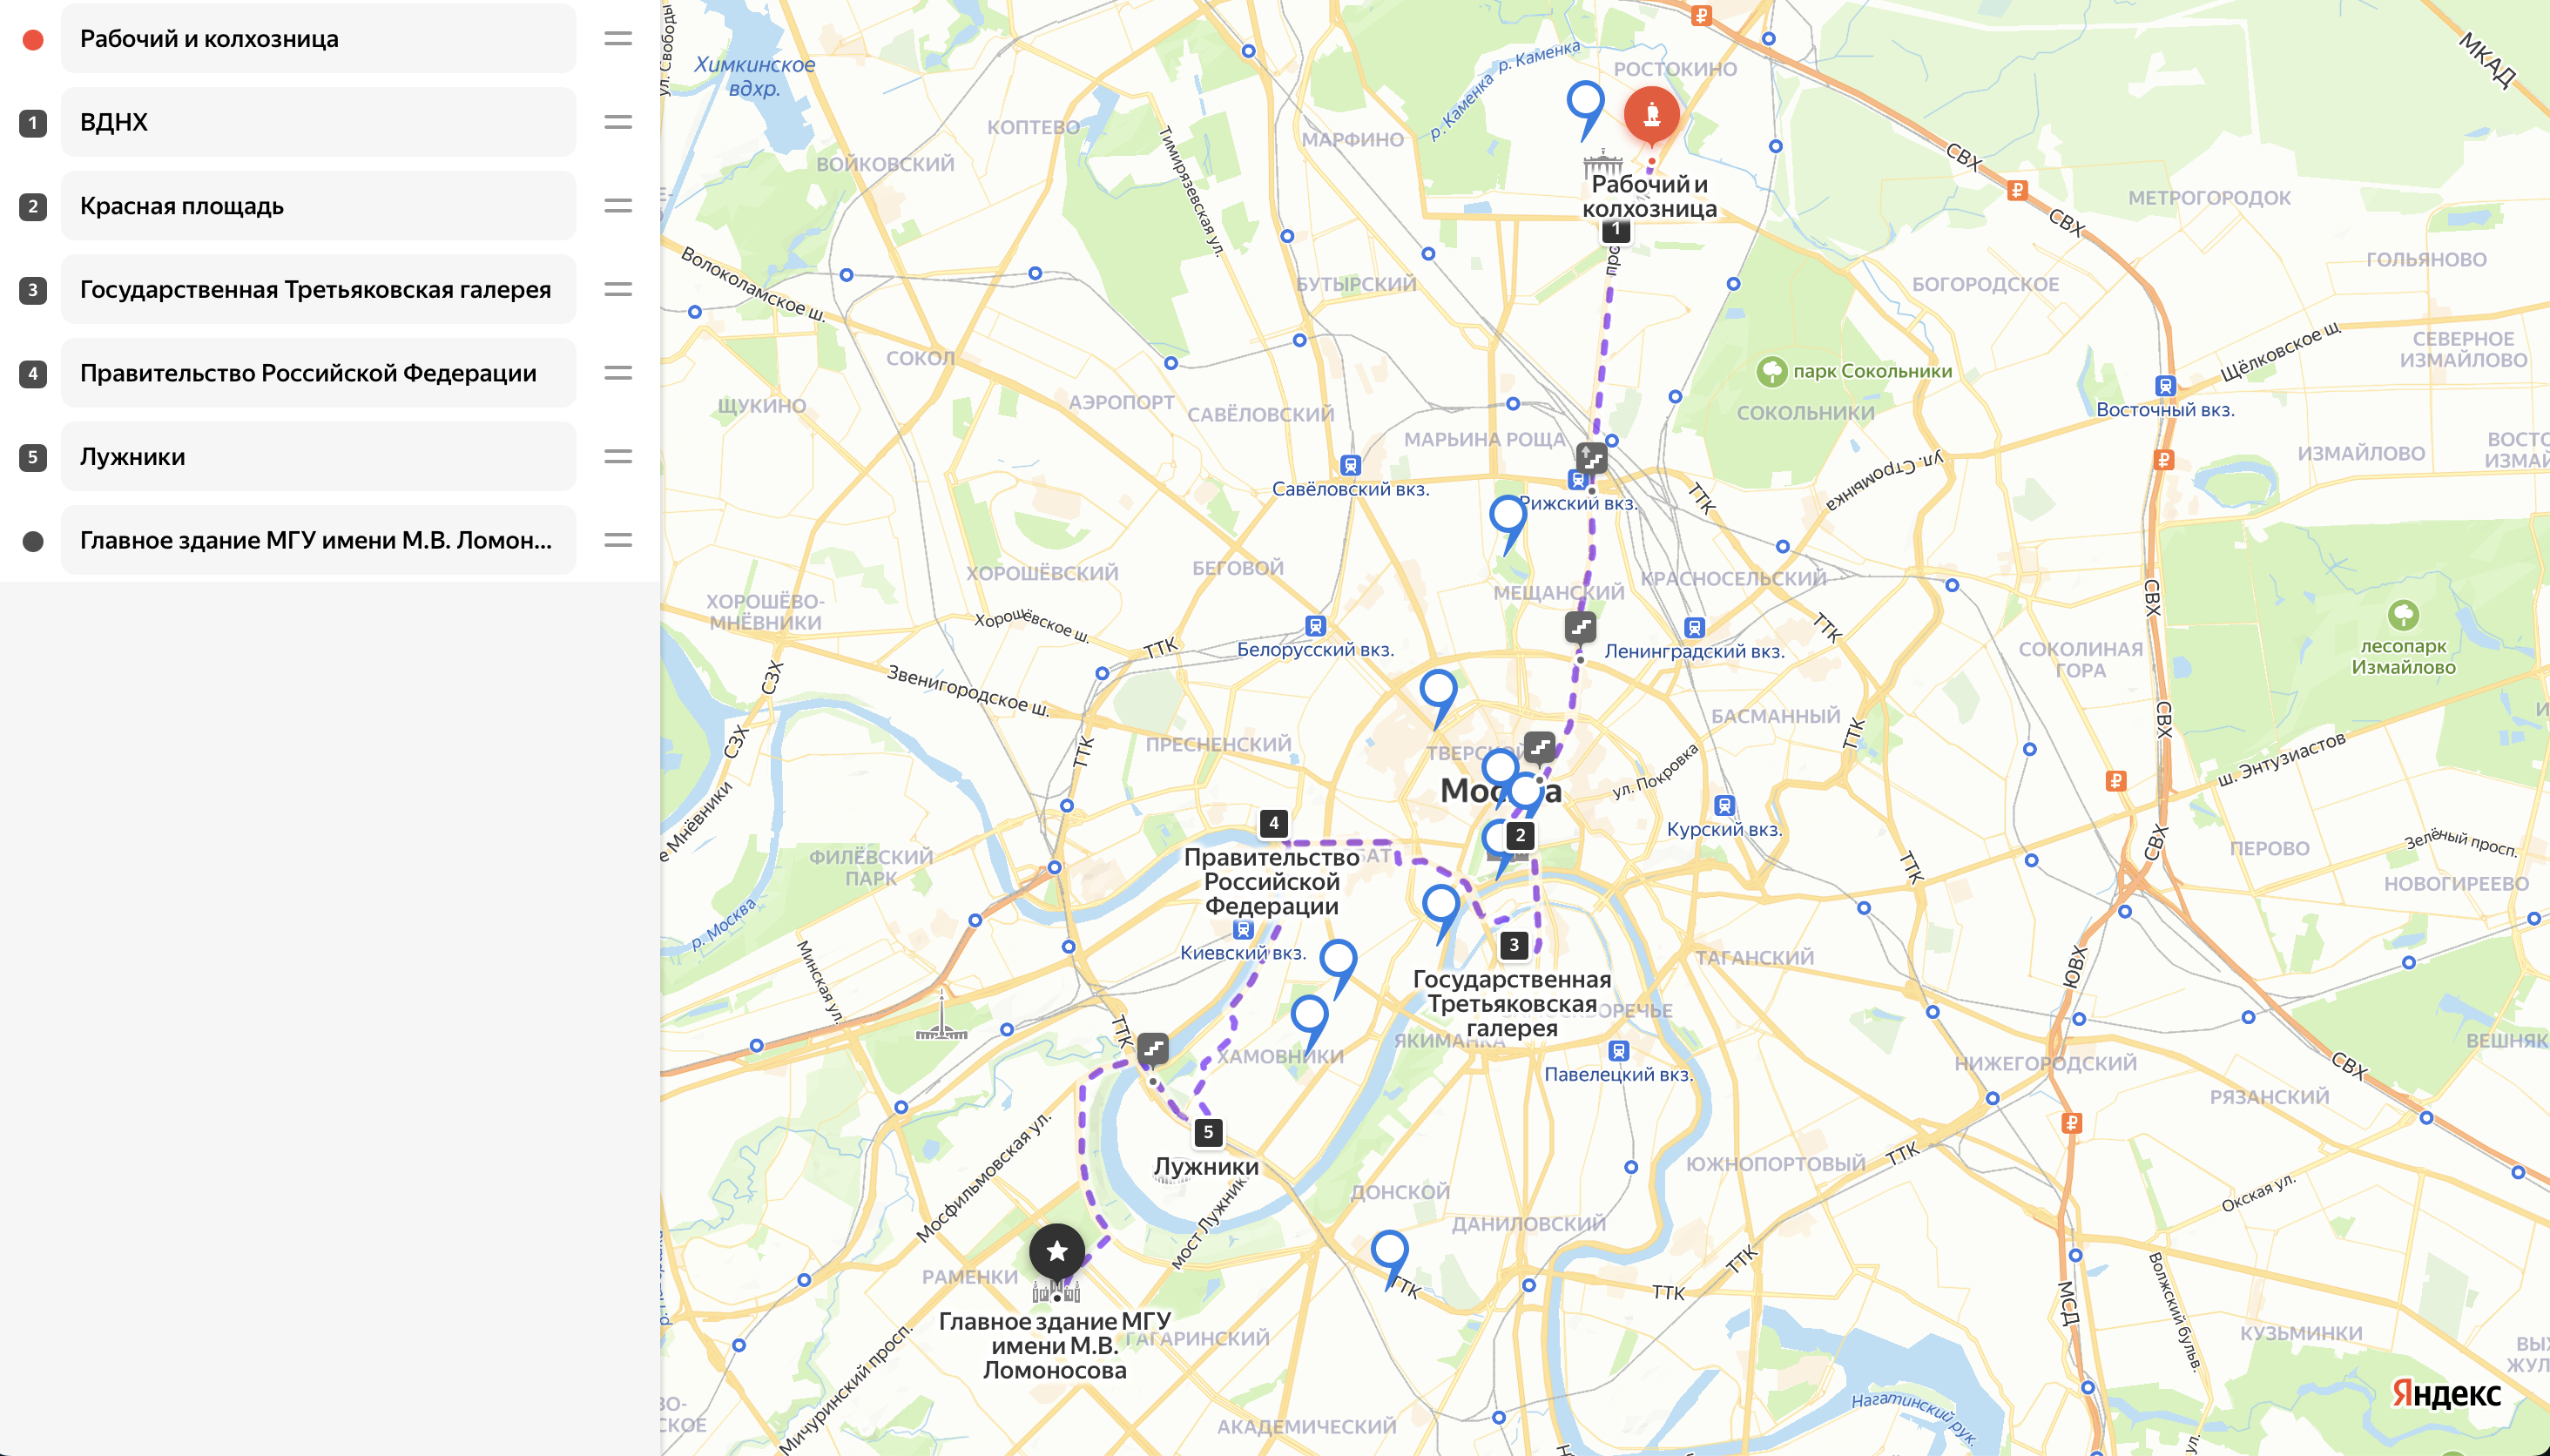 Рабочий и колхозница
1
ВДНХ
2
Красная площадь
3
Государственная Третьяковская галерея
4
Правительство Российской Федерации
5
Лужники
Главное здание МГУ имени М.В. Ломон...
ул. Свободы
Химкинское
вдхр.
КОПТЕВО
ВОЙКОВСКИЙ
Тимирязевская ул.
МАРФИНО
р. Каменка
р. Каменка
РОСТОКИНО
МКАД
СВХ
СВХ
МЕТРОГОРОДОК
Рабочий и
колхозница
1
Волоколамское ш.
БУТЫРСКИЙ
БОГОРОДСКОЕ
ГОЛЬЯНОВО
СОКОЛ
парк Сокольники
СОКОЛЬНИКИ
Щёлковское ш.
СЕВЕРНОЕ
ИЗМАЙЛОВО
ЩУКИНО
АЭРОПОРТ
САВЁЛОВСКИЙ
МАРЬИНА РОЩА
Восточный вкз.
ул. Стромынка
ИЗМАЙЛОВО
Савёловский вкз.
Рижский вкз.
ТТК
ХОРОШЁВСКИЙ
БЕГОВОЙ
МЕЩАНСКИЙ
КРАСНОСЕЛЬСКИЙ
СВХ
ХОРОШЁВО-
МНЁВНИКИ
Хорошёвское ш.
ТТК
Белорусский вкз.
Ленинградский вкз.
ТТК
СОКОЛИНАЯ
ГОРА
лесопарк
Измайлово
СЗХ
Звенигородское ш.
СЗХ
ТТК
ПРЕСНЕНСКИЙ
ТВЕРСКОЙ
БАСМАННЫЙ
ТТК
СВХ
ул. Покровка
ш. Энтузиастов
Курский вкз.
4
2
ФИЛЁВСКИЙ
ПАРК
Правительство
Российской
Федерации
ТТК
СВХ
ПЕРОВО
Зелёный просп.
НОВОГИРЕЕВО
р. Москва
Киевский вкз.
3
Государственная
Третьяковская
галерея
ТАГАНСКИЙ
ЮВХ
Минская ул.
ТТК
ХАМОВНИКИ
ЯКИМАНКА
Павелецкий вкз.
НИЖЕГОРОДСКИЙ
СВХ
РЯЗАНСКИЙ
5
Лужники
Мосфильмовская ул.
мост Лужники
ДОНСКОЙ
ДАНИЛОВСКИЙ
ЮЖНОПОРТОВЫЙ
ТТК
ТТК
Окская ул.
РАМЕНКИ
ТТК
ТТК
МСД
Волжский бульв.
Главное здание МГУ
имени М.В.
Ломоносова
ГАГАРИНСКИЙ
Мичуринский просп.
КУЗЬМИНКИ
АКАДЕМИЧЕСКИЙ
Нагатинский рук.
Яндекс